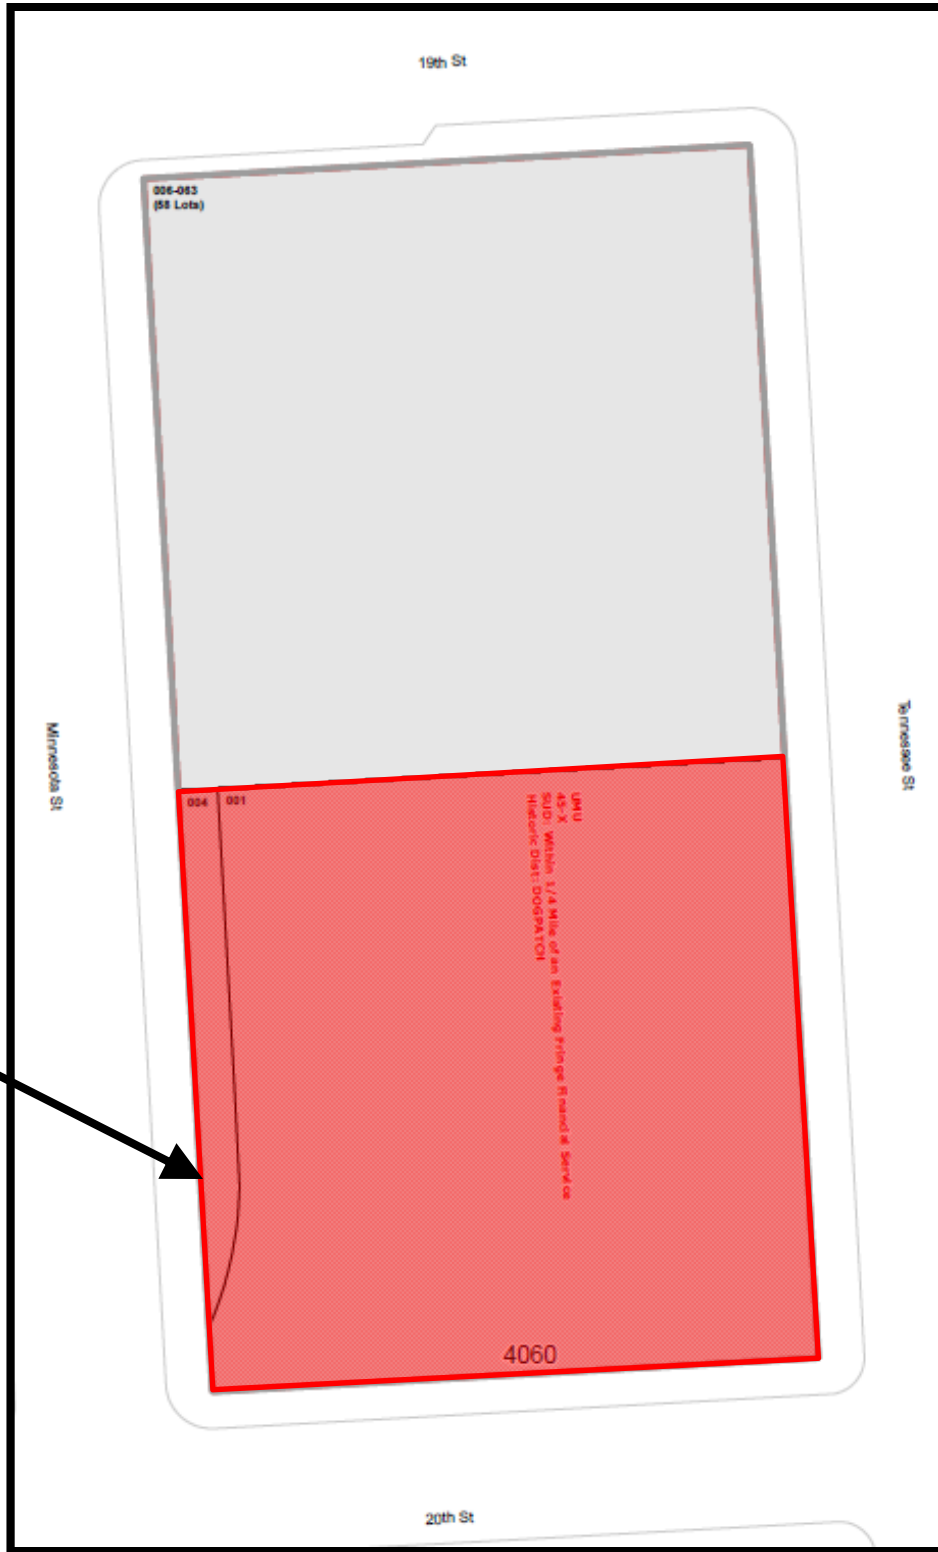 19th St
006-063
(58 Lots)
Minnesota St
Tennessee St
004
001
UMU
45-X
SUD: Within 1/4 Mile of an Existing Fringe Financial Service
Historic Dist: DOGPATCH
4060
20th St